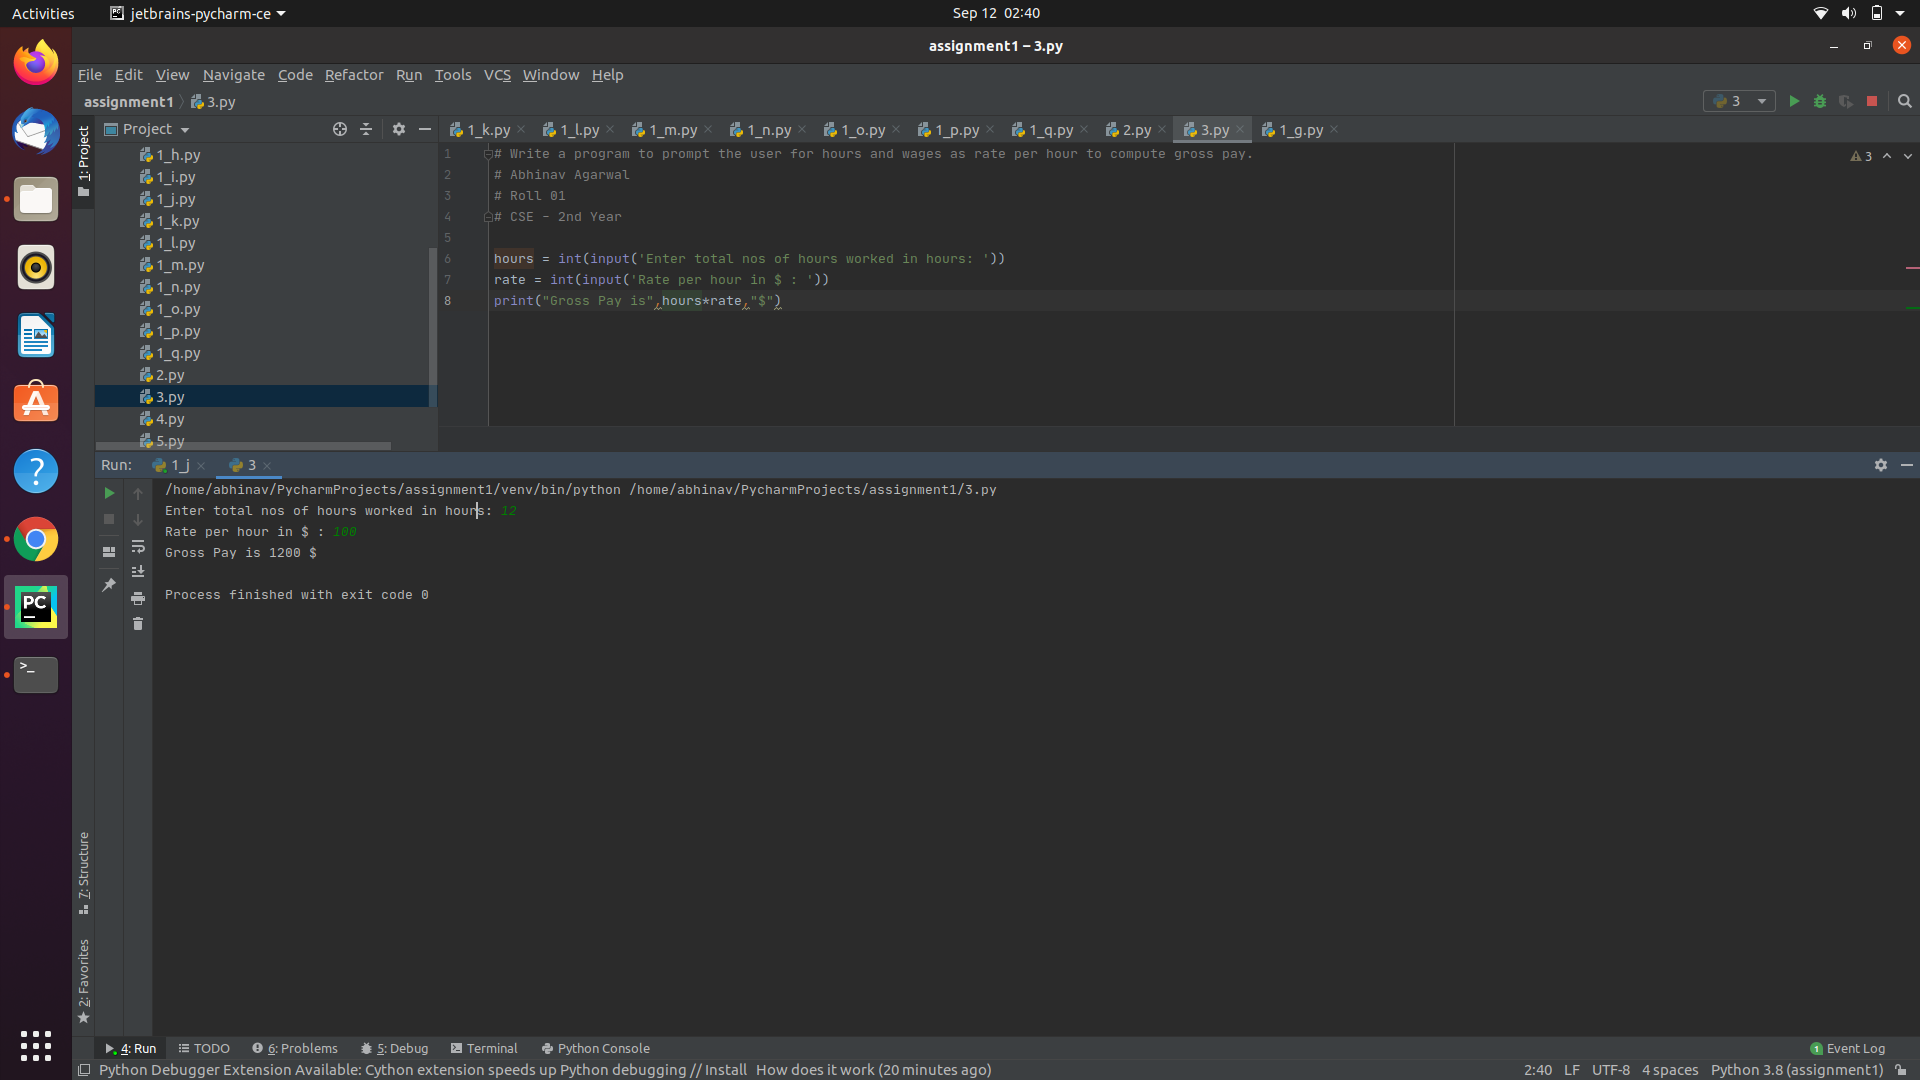 Activities jetbrains-pycharm-ce Sep 12 02:40
assignment1 – 3.py
File Edit View Navigate Code Refactor Run Tools VCS Window Help
assignment1 3.py 3
1: Project
Project
1_k.py 1_l.py 1_m.py 1_n.py 1_o.py 1_p.py 1_q.py 2.py 3.py 1_g.py
1_h.py
1_i.py
1_j.py
1_k.py
1_l.py
1_m.py
1_n.py
1_o.py
1_p.py
1_q.py
2.py
3.py
4.py
5.py
1 # Write a program to prompt the user for hours and wages as rate per hour to compute gross pay.
2 # Abhinav Agarwal
3 # Roll 01
4 # CSE - 2nd Year
5
6 hours = int(input('Enter total nos of hours worked in hours: '))
7 rate = int(input('Rate per hour in $ : '))
8 print("Gross Pay is",hours*rate,"$")
3
Run: 1_j 3
/home/abhinav/PycharmProjects/assignment1/venv/bin/python /home/abhinav/PycharmProjects/assignment1/3.py
Enter total nos of hours worked in hours: 12
Rate per hour in $ : 100
Gross Pay is 1200 $
Process finished with exit code 0
PC
>_
7: Structure
2: Favorites
4: Run TODO 6: Problems 5: Debug Terminal Python Console 1 Event Log
Python Debugger Extension Available: Cython extension speeds up Python debugging // Install How does it work (20 minutes ago) 2:40 LF UTF-8 4 spaces Python 3.8 (assignment1)